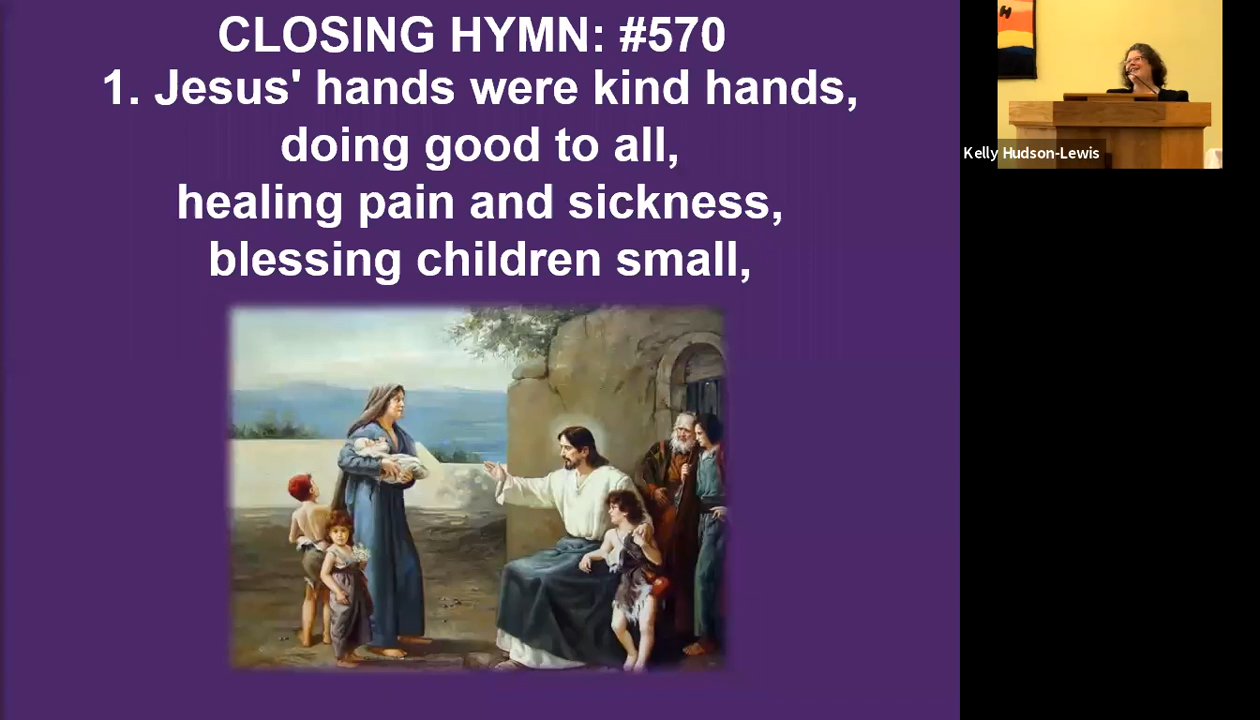 CLOSING HYMN: #570
1. Jesus' hands were kind hands,
doing good to all,
healing pain and sickness,
blessing children small,
Kelly Hudson-Lewis